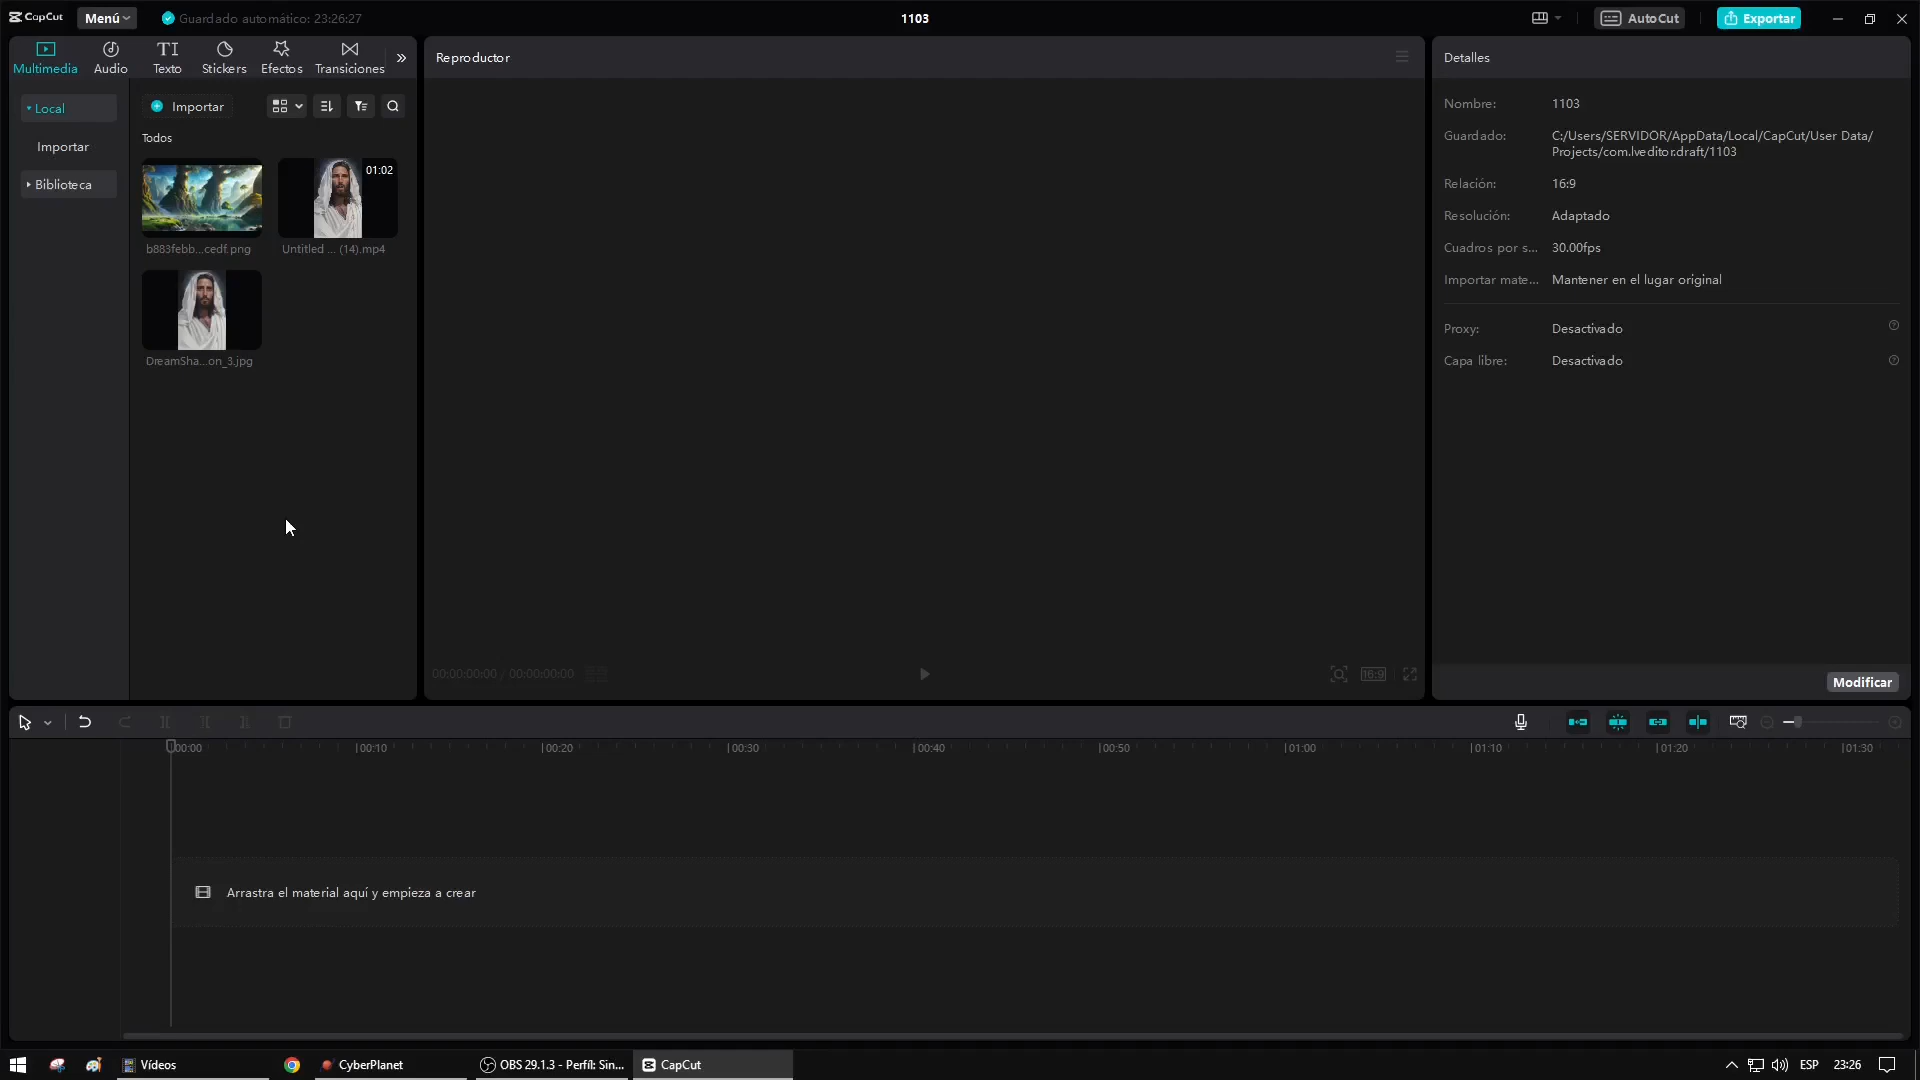 CapCut
Menú
Guardado automático: 23:26:27
1103
AutoCut
Exportar
Multimedia
Audio
TI
Texto
Stickers
Efectos
Transiciones
Local
Importar
Biblioteca
Importar
Todos
01:02
b883febb...cedf.png
Untitled ... (14).mp4
DreamSha...on_3.jpg
Reproductor
00:00:00:00 / 00:00:00:00
16:9
Detalles
Nombre: 1103
Guardado: C:/Users/SERVIDOR/AppData/Local/CapCut/User Data/
Projects/com.lveditor.draft/1103
Relación: 16:9
Resolución: Adaptado
Cuadros por s... 30.00fps
Importar mate... Mantener en el lugar original
Proxy: Desactivado
Capa libre: Desactivado
Modificar
00:00 00:10 00:20 00:30 00:40 00:50 01:00 01:10 01:20 01:30
Arrastra el material aquí y empieza a crear
Vídeos
CyberPlanet
OBS 29.1.3 - Perfil: Sin...
CapCut
ESP
23:26